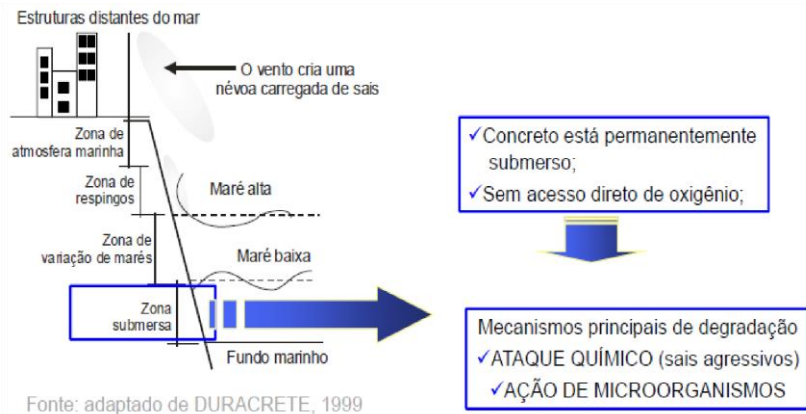 Estruturas distantes do mar
O vento cria uma
névoa carregada de sais
Zona de
atmosfera marinha
Zona de
respingos
Maré alta
Zona de
variação de marés
Maré baixa
Zona
submersa
Fundo marinho
Fonte: adaptado de DURACRETE, 1999
✓Concreto está permanentemente
submerso;
✓Sem acesso direto de oxigênio;
Mecanismos principais de degradação
✓ATAQUE QUÍMICO (sais agressivos)
✓AÇÃO DE MICROORGANISMOS